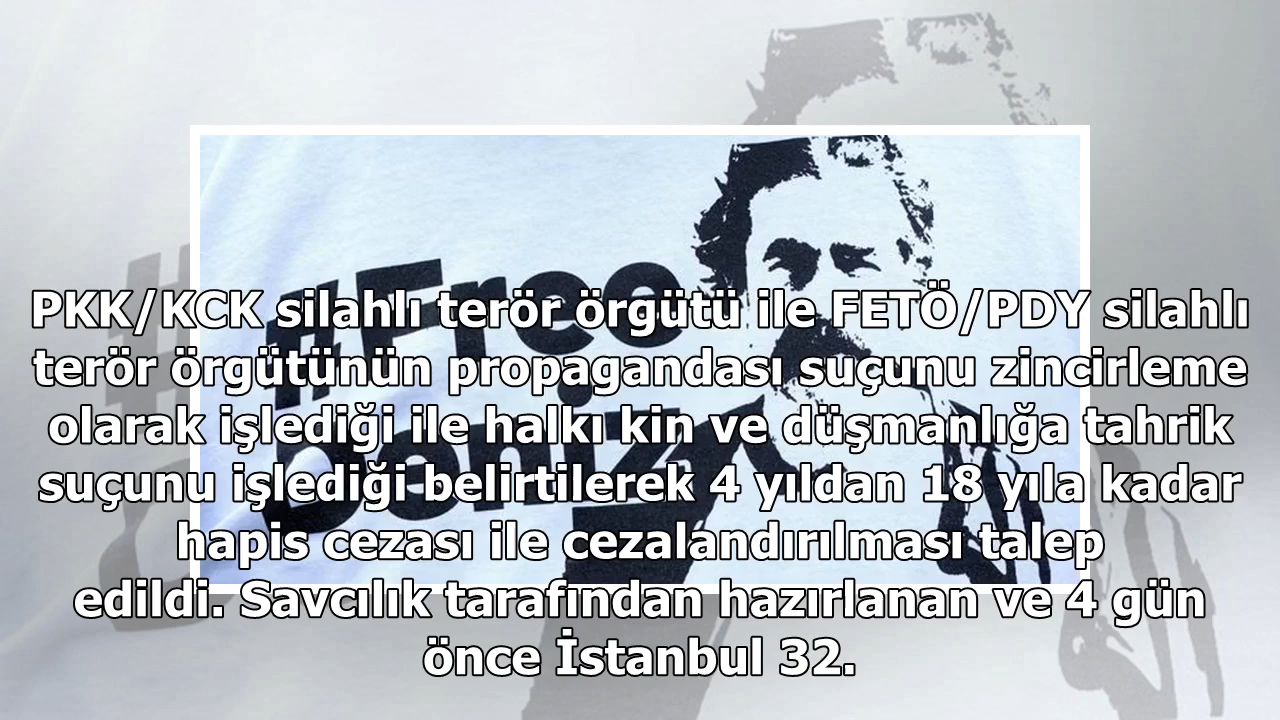 #Free
Deniz
PKK/KCK silahlı terör örgütü ile FETÖ/PDY silahlı
terör örgütünün propagandası suçunu zincirleme
olarak işlediği ile halkı kin ve düşmanlığa tahrik
suçunu işlediği belirtilerek 4 yıldan 18 yıla kadar
hapis cezası ile cezalandırılması talep
edildi. Savcılık tarafından hazırlanan ve 4 gün
önce İstanbul 32.